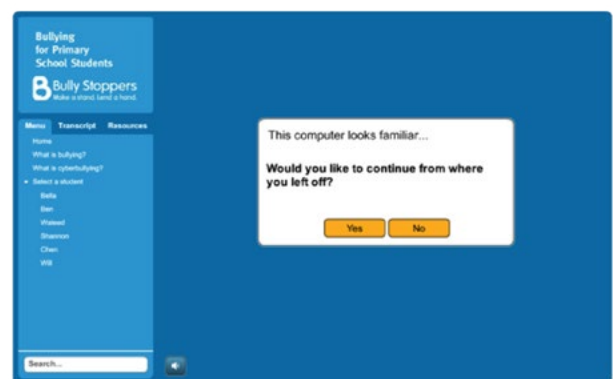 Bullying
for Primary
School Students
Bully Stoppers
Make a stand. Lend a hand.
Menu Transcript Resources
Home
What is bullying?
What is cyberbullying?
Select a student
Bella
Ben
Waleed
Shannon
Chen
Will
Search...
This computer looks familiar...
Would you like to continue from where
you left off?
Yes No